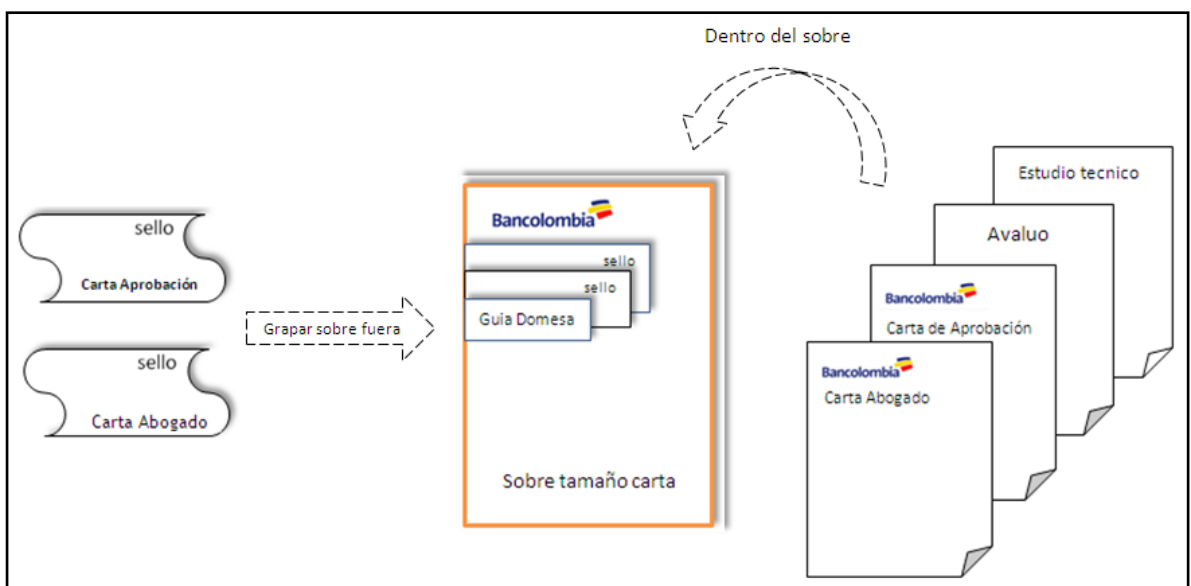 Dentro del sobre
sello
Carta Aprobación
sello
Carta Abogado
Grapar sobre fuera
Bancolombia
sello
sello
Guia Domesa
Sobre tamaño carta
Estudio tecnico
Avaluo
Bancolombia
Carta de Aprobación
Bancolombia
Carta Abogado